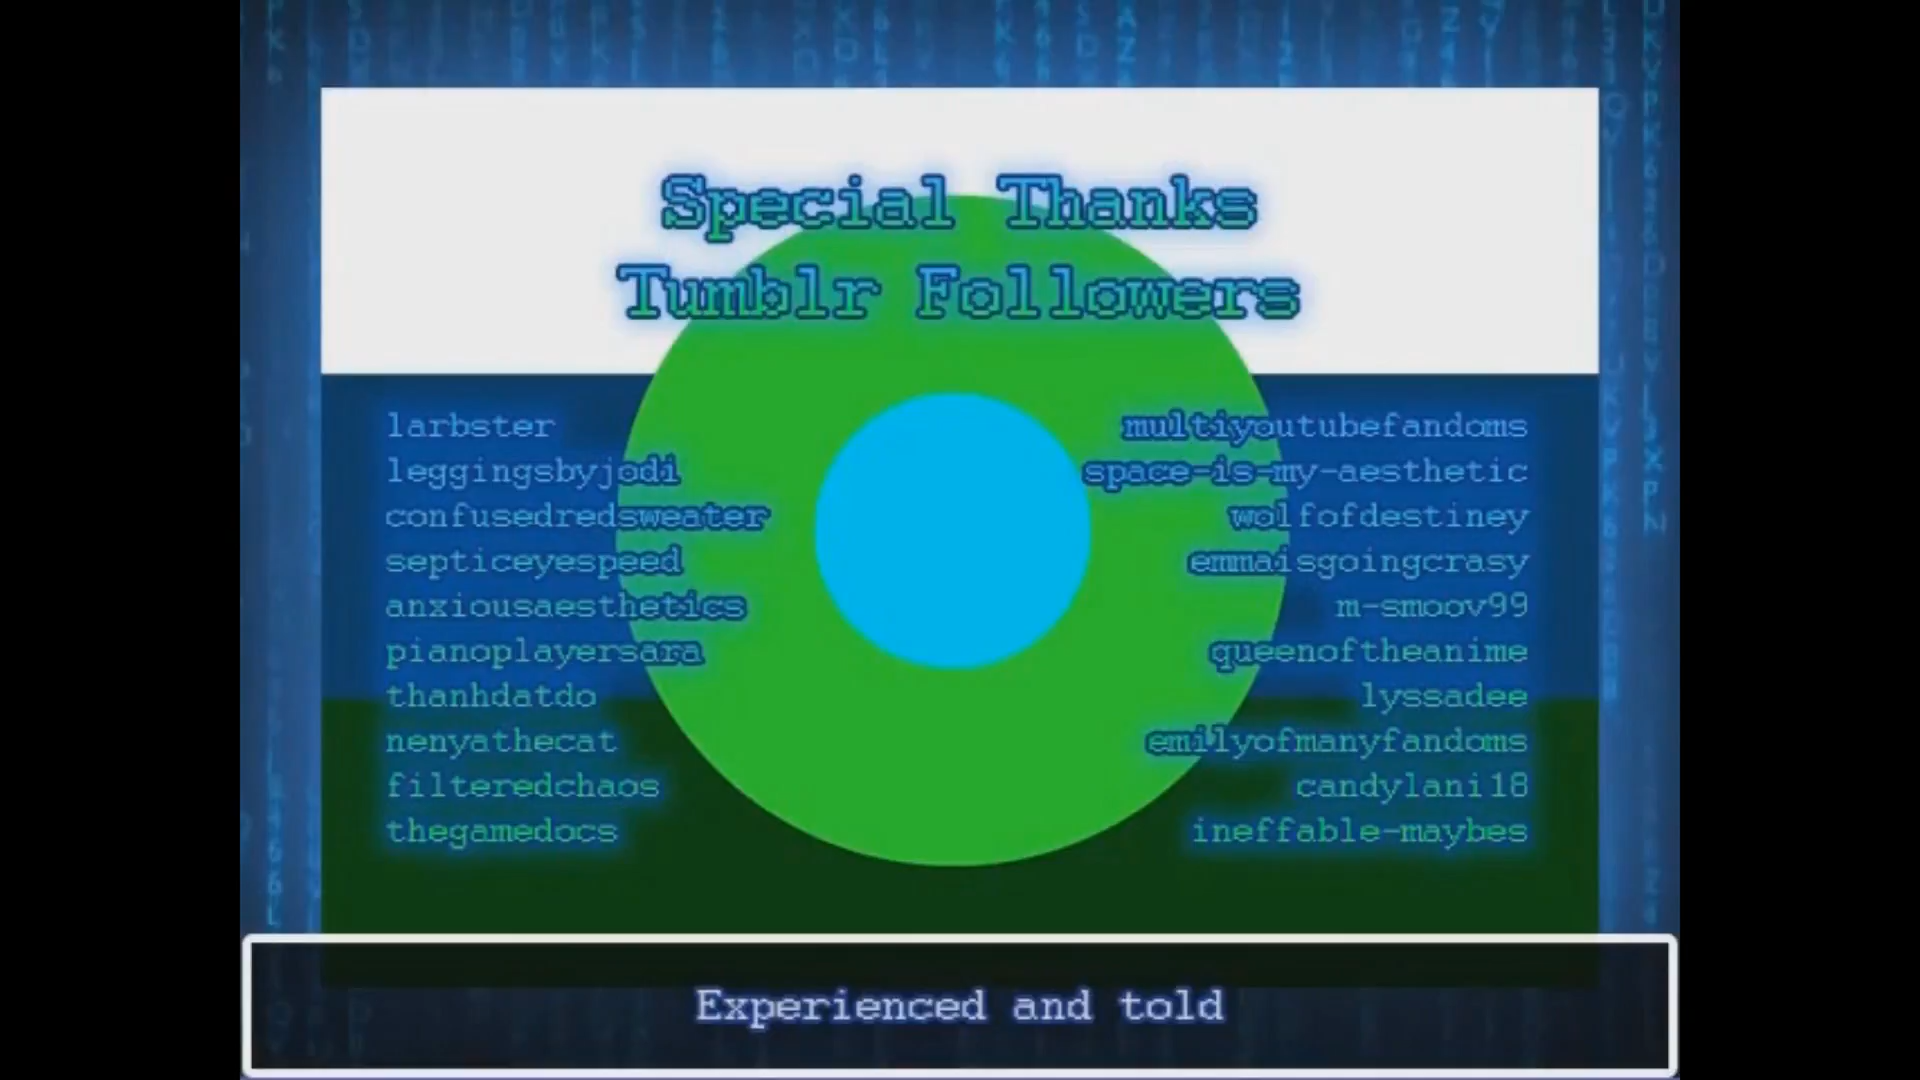 Special Thanks
Tumblr Followers
larbster
leggingsbyjodi
confusedredsweater
septiceyespeed
anxiousaesthetics
pianoplayersara
thanhdatdo
nenyathecat
filteredchaos
thegamedocs
multiyoutubefandoms
space-is-my-aesthetic
wolfofdestiney
emmaisgoingcrasy
m-smoov99
queenoftheanime
lyssadee
emilyofmanyfandoms
candylani18
ineffable-maybes
Experienced and told